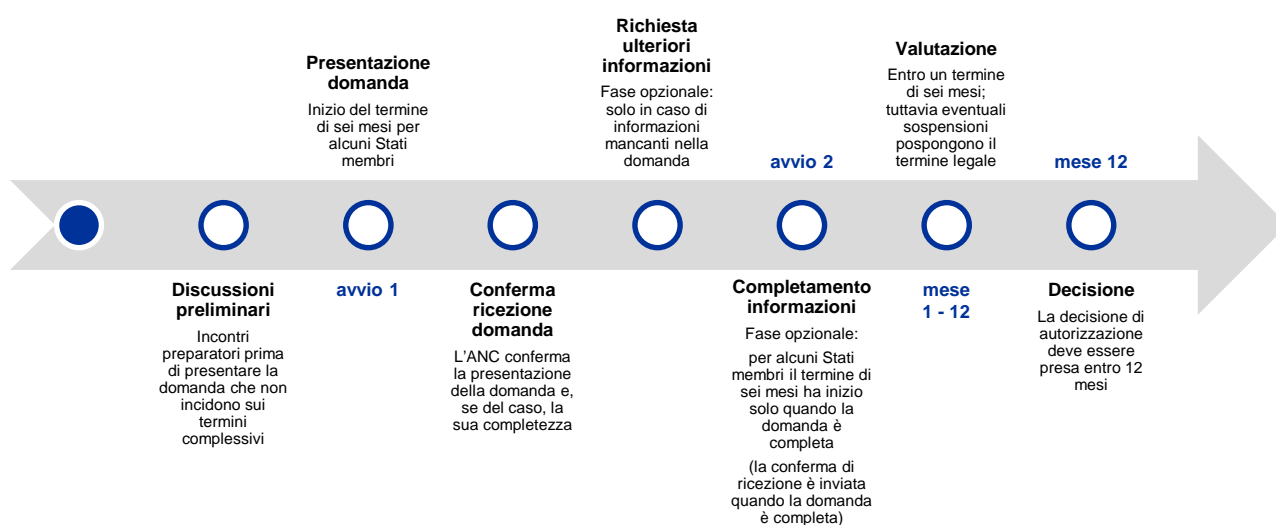 Discussioni
preliminari
Incontri
preparatori prima
di presentare la
domanda che non
incidono sui
termini
complessivi
Presentazione
domanda
Inizio del termine
di sei mesi per
alcuni Stati
membri
avvio 1
Conferma
ricezione
domanda
L'ANC conferma
la presentazione
della domanda e,
se del caso, la
sua completezza
Richiesta
ulteriori
informazioni
Fase opzionale:
solo in caso di
informazioni
mancanti nella
domanda
avvio 2
Completamento
informazioni
Fase opzionale:
per alcuni Stati
membri il termine di
sei mesi ha inizio
solo quando la
domanda è
completa
(la conferma di
ricezione è inviata
quando la domanda
è completa)
Valutazione
Entro un termine
di sei mesi;
tuttavia eventuali
sospensioni
pospongono il
termine legale
mese
1 - 12
mese 12
Decisione
La decisione di
autorizzazione
deve essere
presa entro 12
mesi